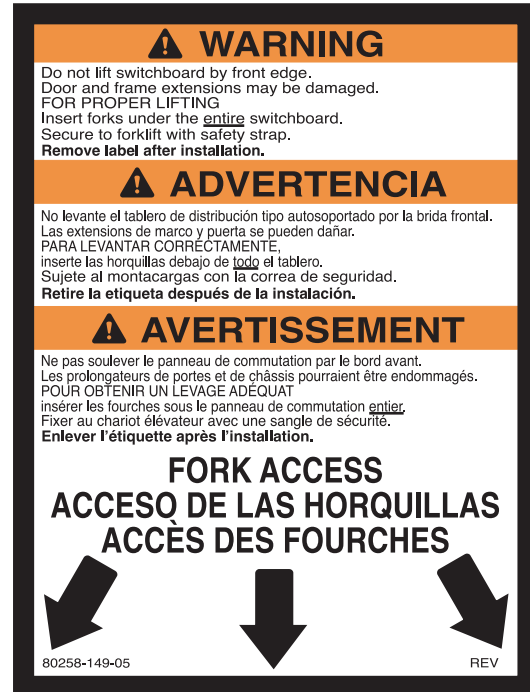 WARNING
Do not lift switchboard by front edge.
Door and frame extensions may be damaged.
FOR PROPER LIFTING
Insert forks under the entire switchboard.
Secure to forklift with safety strap.
Remove label after installation.
ADVERTENCIA
No levante el tablero de distribución tipo autosoportado por la brida frontal.
Las extensiones de marco y puerta se pueden dañar.
PARA LEVANTAR CORRECTAMENTE,
inserte las horquillas debajo de todo el tablero.
Sujete al montacargas con la correa de seguridad.
Retire la etiqueta después de la instalación.
AVERTISSEMENT
Ne pas soulever le panneau de commutation par le bord avant.
Les prolongateurs de portes et de châssis pourraient être endommagés.
POUR OBTENIR UN LEVAGE ADÉQUAT
insérer les fourches sous le panneau de commutation entier.
Fixer au chariot élévateur avec une sangle de sécurité.
Enlever l'étiquette après l'installation.
FORK ACCESS
ACCESO DE LAS HORQUILLAS
ACCÈS DES FOURCHES
80258-149-05 REV